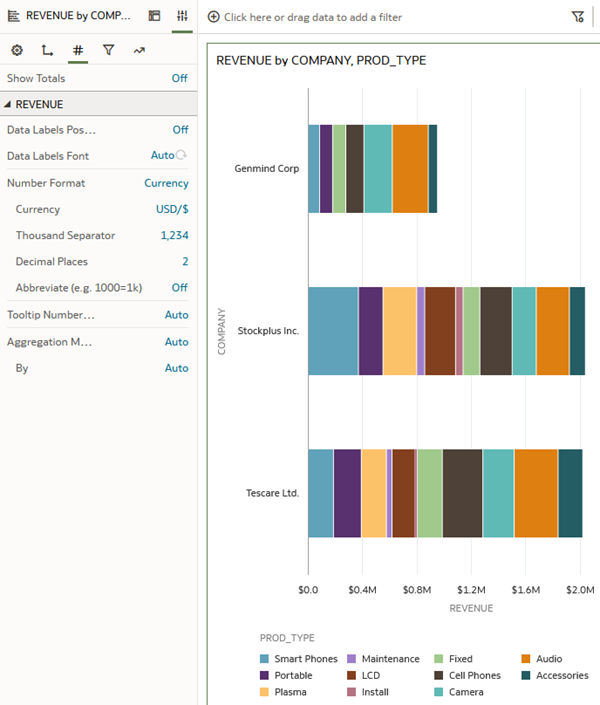 REVENUE by COMP...
Click here or drag data to add a filter
#
Show Totals Off
REVENUE
Data Labels Pos... Off
Data Labels Font Auto
Number Format Currency
Currency USD/$
Thousand Separator 1,234
Decimal Places 2
Abbreviate (e.g. 1000=1k) Off
Tooltip Number... Auto
Aggregation M... Auto
By Auto
REVENUE by COMPANY, PROD_TYPE
COMPANY
Genmind Corp
Stockplus Inc.
Tescare Ltd.
$0.0 $0.4M $0.8M $1.2M $1.6M $2.0M
REVENUE
PROD_TYPE
Smart Phones Maintenance Fixed Audio
Portable LCD Cell Phones Accessories
Plasma Install Camera